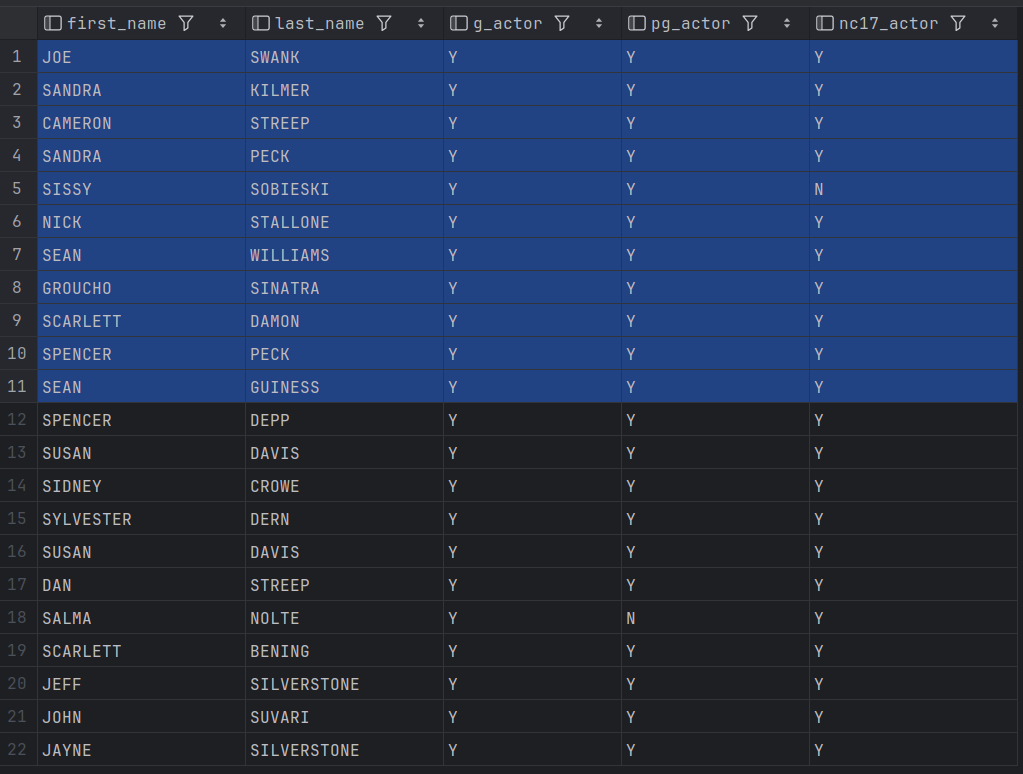 first_name last_name g_actor pg_actor nc17_actor
1 JOE SWANK Y Y Y
2 SANDRA KILMER Y Y Y
3 CAMERON STREEP Y Y Y
4 SANDRA PECK Y Y Y
5 SISSY SOBIESKI Y Y N
6 NICK STALLONE Y Y Y
7 SEAN WILLIAMS Y Y Y
8 GROUCHO SINATRA Y Y Y
9 SCARLETT DAMON Y Y Y
10 SPENCER PECK Y Y Y
11 SEAN GUINESS Y Y Y
12 SPENCER DEPP Y Y Y
13 SUSAN DAVIS Y Y Y
14 SIDNEY CROWE Y Y Y
15 SYLVESTER DERN Y Y Y
16 SUSAN DAVIS Y Y Y
17 DAN STREEP Y Y Y
18 SALMA NOLTE Y N Y
19 SCARLETT BENING Y Y Y
20 JEFF SILVERSTONE Y Y Y
21 JOHN SUVARI Y Y Y
22 JAYNE SILVERSTONE Y Y Y